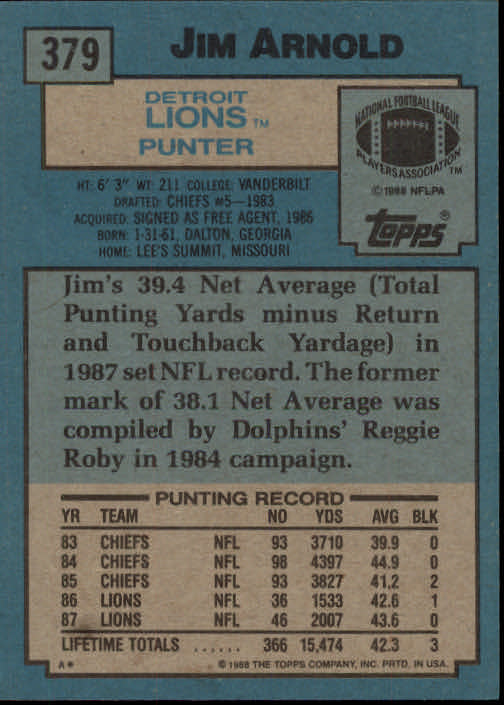 379
JIM ARNOLD
DETROIT
LIONS™
PUNTER
NATIONAL FOOTBALL LEAGUE
PLAYERS ASSOCIATION™
© 1988 NFLPA
Topps®
HT: 6' 3" WT: 211 COLLEGE: VANDERBILT
DRAFTED: CHIEFS #5—1983
ACQUIRED: SIGNED AS FREE AGENT, 1986
BORN: 1-31-61, DALTON, GEORGIA
HOME: LEE'S SUMMIT, MISSOURI
Jim's 39.4 Net Average (Total
Punting Yards minus Return
and Touchback Yardage) in
1987 set NFL record. The former
mark of 38.1 Net Average was
compiled by Dolphins' Reggie
Roby in 1984 campaign.
PUNTING RECORD
YR TEAM NO YDS AVG BLK
83 CHIEFS NFL 93 3710 39.9 0
84 CHIEFS NFL 98 4397 44.9 0
85 CHIEFS NFL 93 3827 41.2 2
86 LIONS NFL 36 1533 42.6 1
87 LIONS NFL 46 2007 43.6 0
LIFETIME TOTALS ...... 366 15,474 42.3 3
A* © 1988 THE TOPPS COMPANY, INC. PRTD. IN USA.